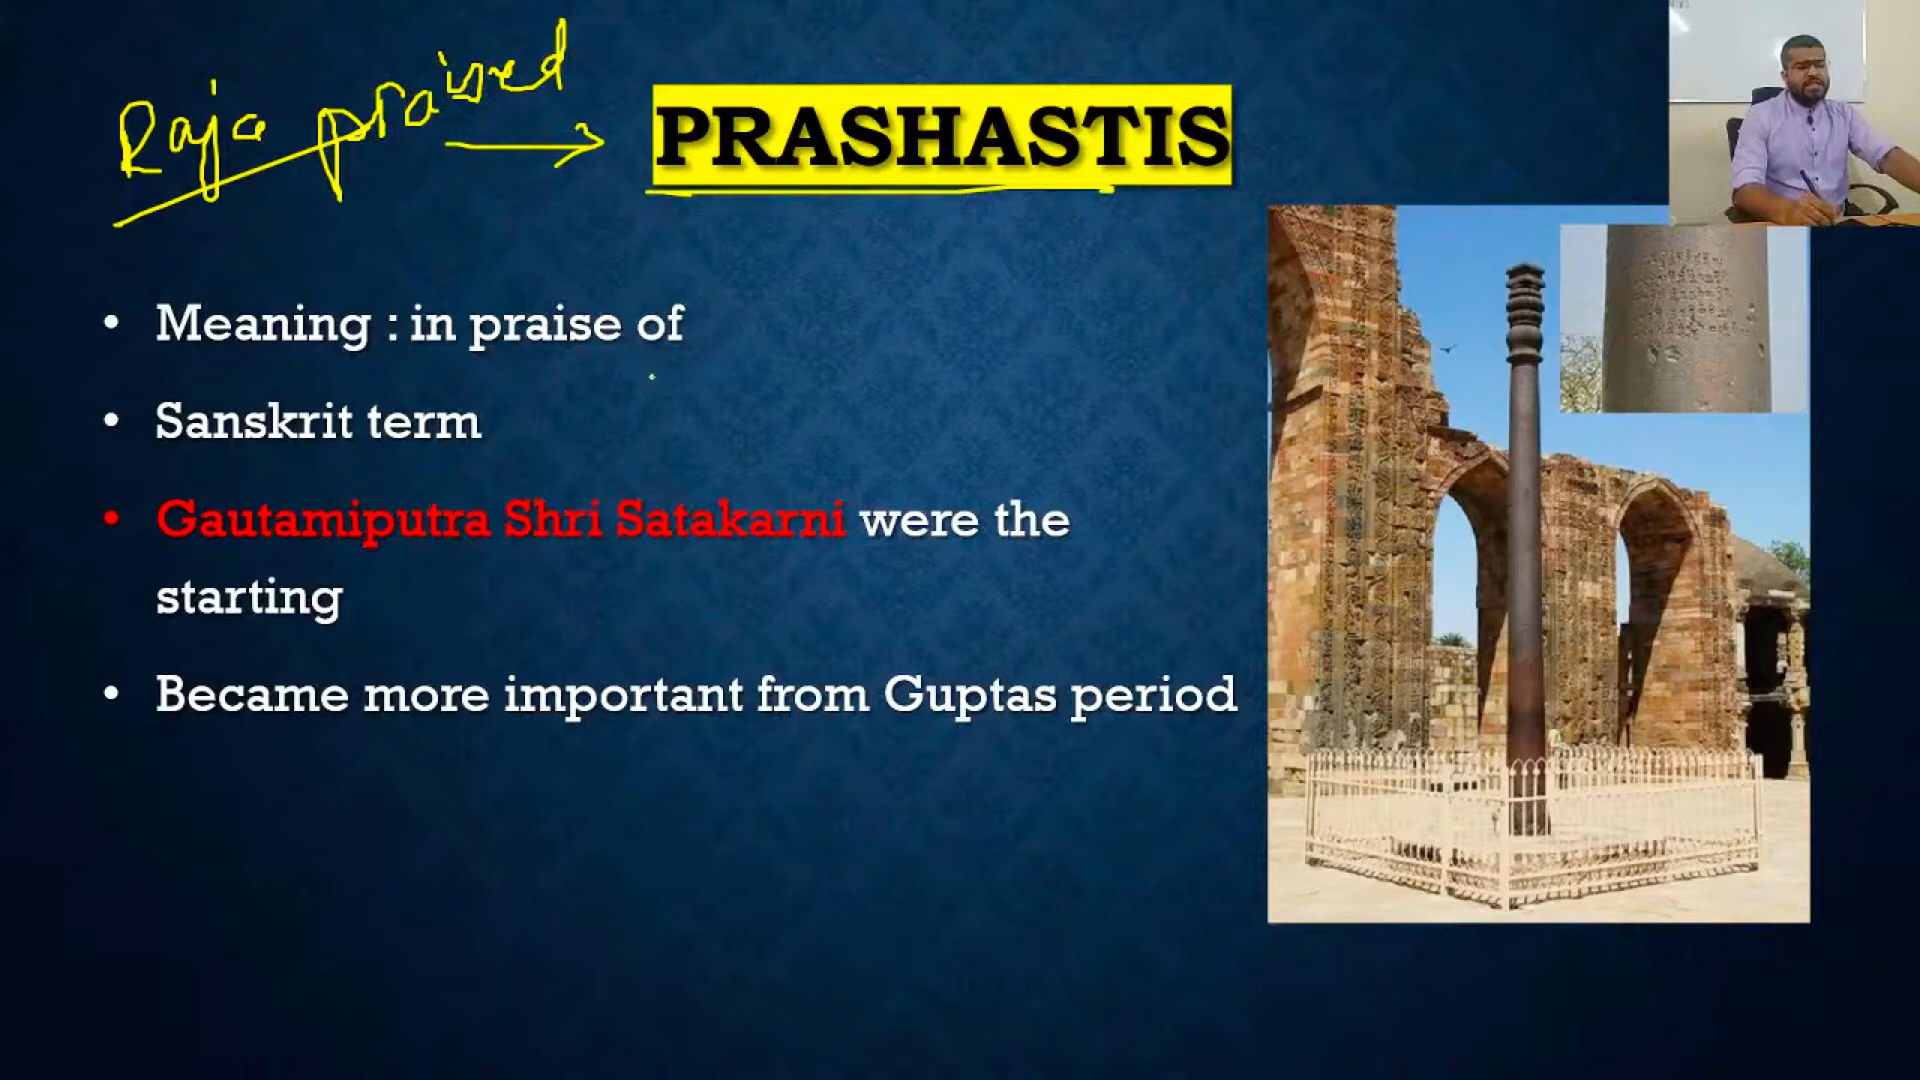 Raja praised
PRASHASTIS
• Meaning : in praise of
• Sanskrit term
• Gautamiputra Shri Satakarni were the
starting
• Became more important from Guptas period